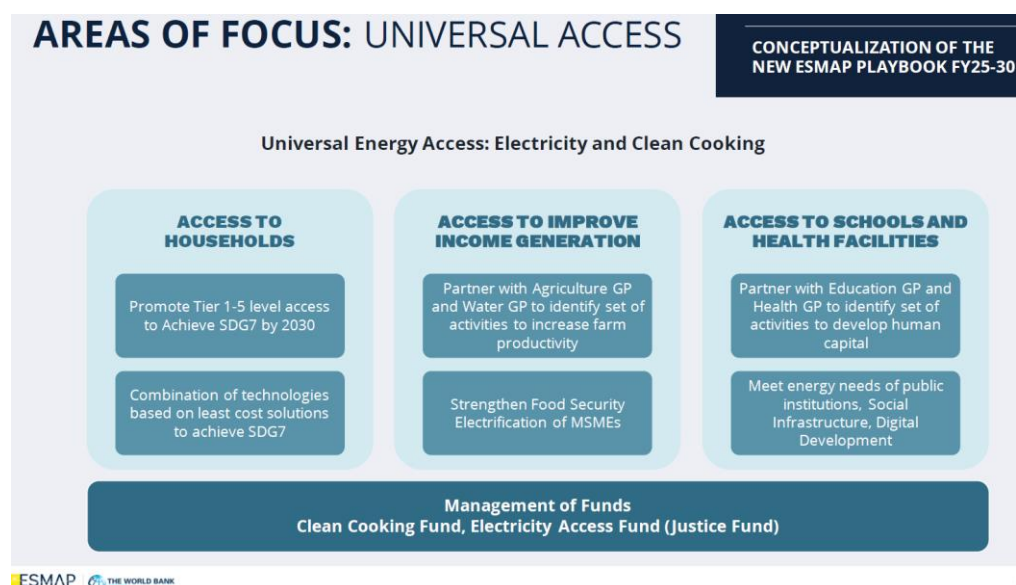 AREAS OF FOCUS: UNIVERSAL ACCESS
CONCEPTUALIZATION OF THE
NEW ESMAP PLAYBOOK FY25-30
Universal Energy Access: Electricity and Clean Cooking
ACCESS TO
HOUSEHOLDS
Promote Tier 1-5 level access
to Achieve SDG7 by 2030
Combination of technologies
based on least cost solutions
to achieve SDG7
ACCESS TO IMPROVE
INCOME GENERATION
Partner with Agriculture GP
and Water GP to identify set of
activities to increase farm
productivity
Strengthen Food Security
Electrification of MSMEs
ACCESS TO SCHOOLS AND
HEALTH FACILITIES
Partner with Education GP and
Health GP to identify set of
activities to develop human
capital
Meet energy needs of public
institutions, Social
Infrastructure, Digital
Development
Management of Funds
Clean Cooking Fund, Electricity Access Fund (Justice Fund)
ESMAP
THE WORLD BANK